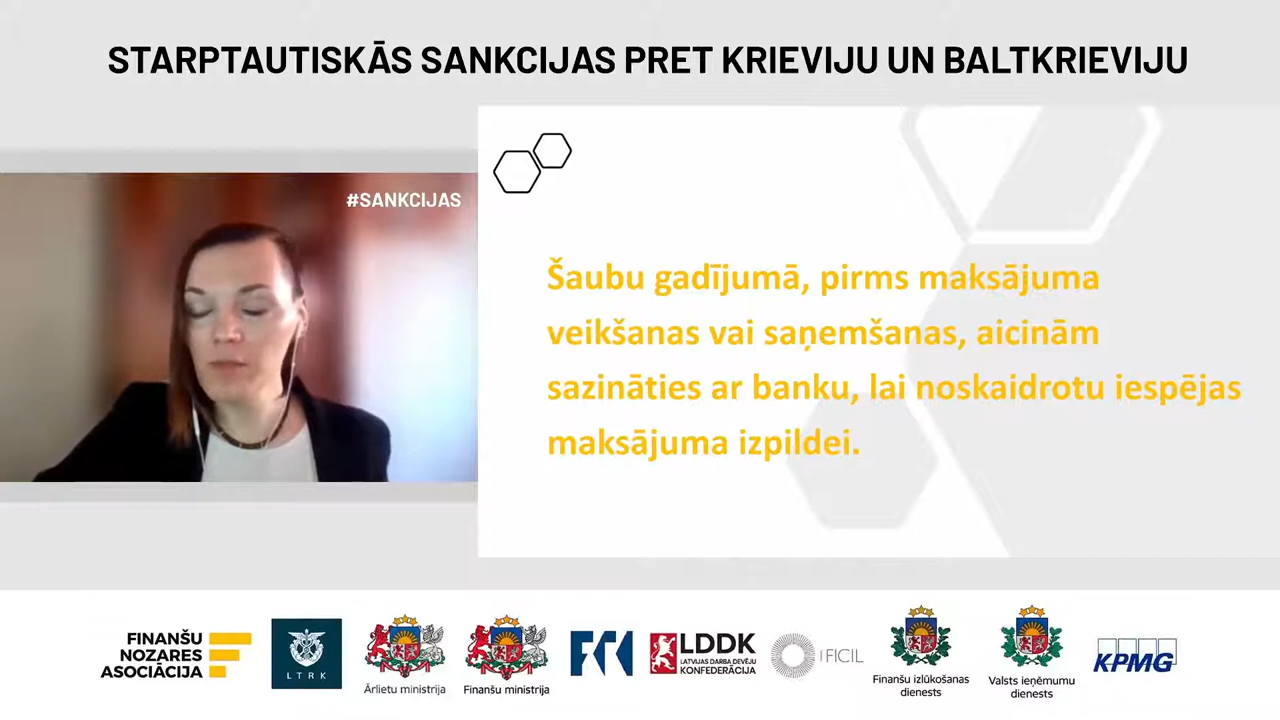 STARPTAUTISKĀS SANKCIJAS PRET KRIEVIJU UN BALTKRIEVIJU
#SANKCIJAS
Šaubu gadījumā, pirms maksājuma
veikšanas vai saņemšanas, aicinām
sazināties ar banku, lai noskaidrotu iespējas
maksājuma izpildei.
FINANŠU
NOZARES
ASOCIĀCIJA
LTRK
Ārlietu ministrija
Finanšu ministrija
LDDK
LATVIJAS DARBA DEVĒJU
KONFEDERĀCIJA
FICIL
Finanšu izlūkošanas
dienests
Valsts ieņēmumu
dienests
KPMG